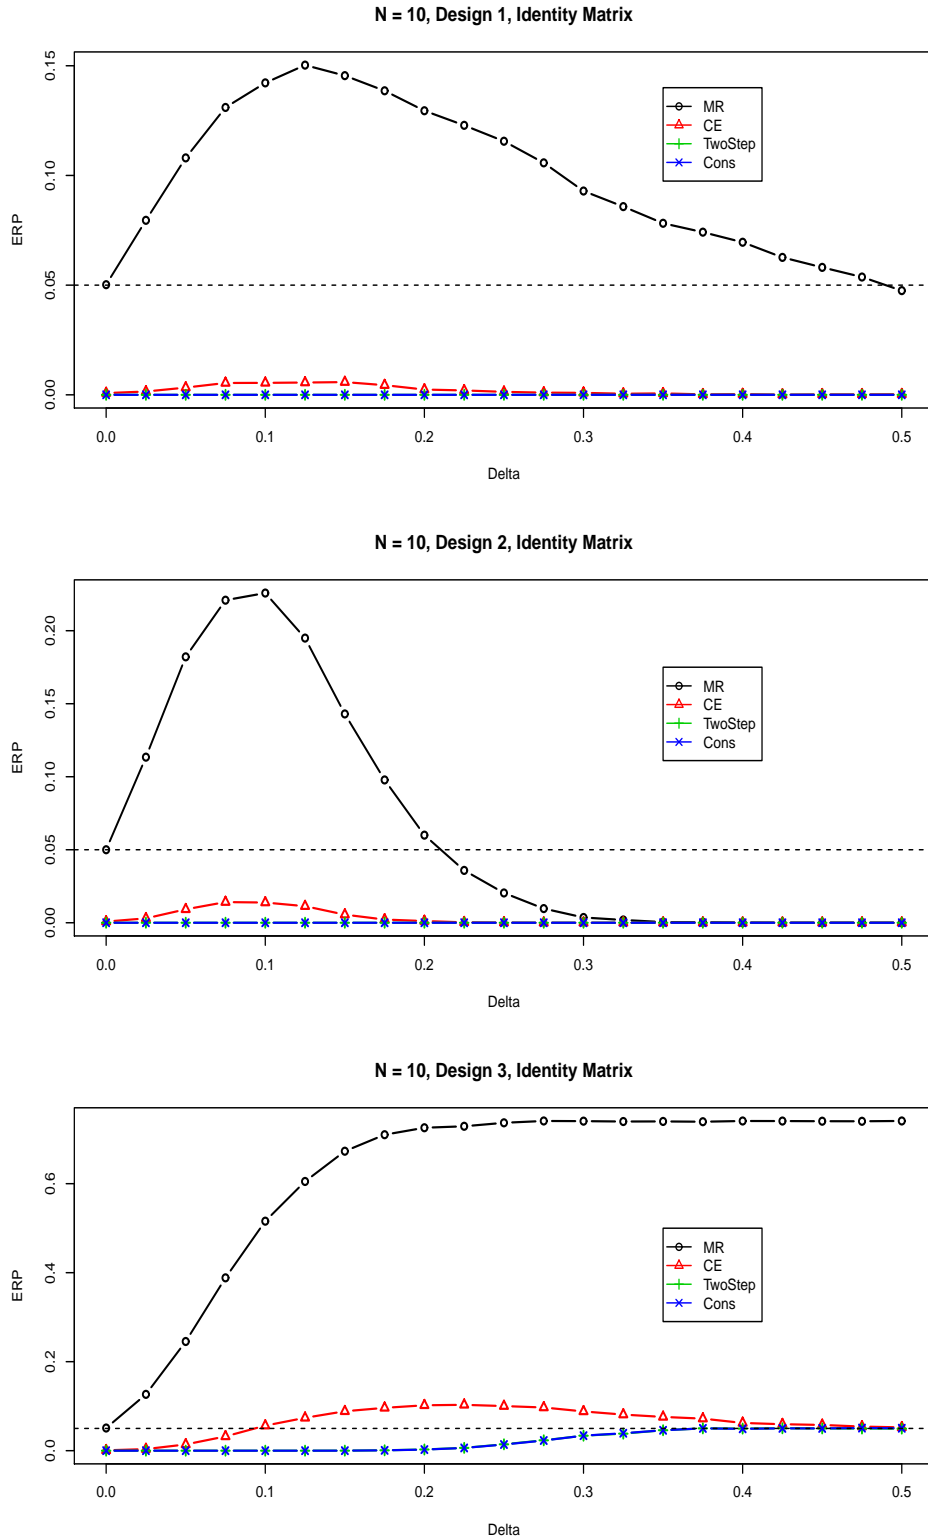 N = 10, Design 1, Identity Matrix
ERP
0.15
0.10
0.05
0.00
MR
CE
TwoStep
Cons
0.0 0.1 0.2 0.3 0.4 0.5
Delta
N = 10, Design 2, Identity Matrix
ERP
0.20
0.15
0.10
0.05
0.00
MR
CE
TwoStep
Cons
0.0 0.1 0.2 0.3 0.4 0.5
Delta
N = 10, Design 3, Identity Matrix
ERP
0.6
0.4
0.2
0.0
MR
CE
TwoStep
Cons
0.0 0.1 0.2 0.3 0.4 0.5
Delta